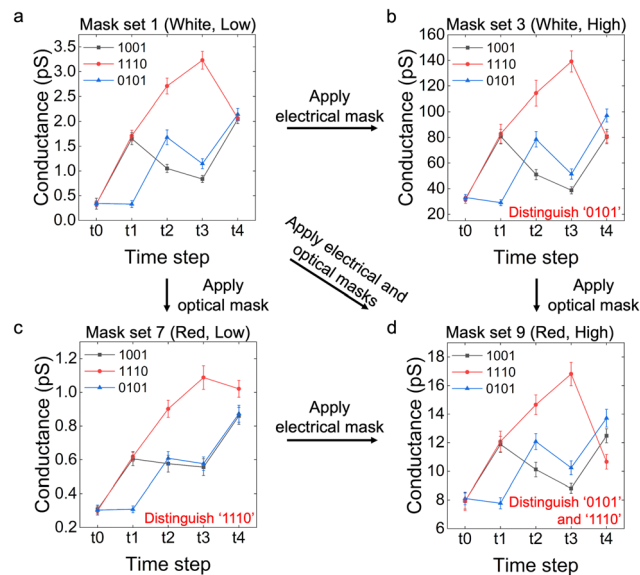 a
Mask set 1 (White, Low)
Conductance (pS)
3.5
3.0
2.5
2.0
1.5
1.0
0.5
0.0
1001
1110
0101
t0 t1 t2 t3 t4
Time step
Apply
electrical mask
b
Mask set 3 (White, High)
Conductance (pS)
160
140
120
100
80
60
40
20
1001
1110
0101
Distinguish ‘0101’
t0 t1 t2 t3 t4
Time step
Apply
optical mask
Apply electrical and
optical masks
Apply
optical mask
c
Mask set 7 (Red, Low)
Conductance (pS)
1.2
1.0
0.8
0.6
0.4
0.2
1001
1110
0101
Distinguish ‘1110’
t0 t1 t2 t3 t4
Time step
Apply
electrical mask
d
Mask set 9 (Red, High)
Conductance (pS)
18
16
14
12
10
8
6
1001
1110
0101
Distinguish ‘0101’
and ‘1110’
t0 t1 t2 t3 t4
Time step